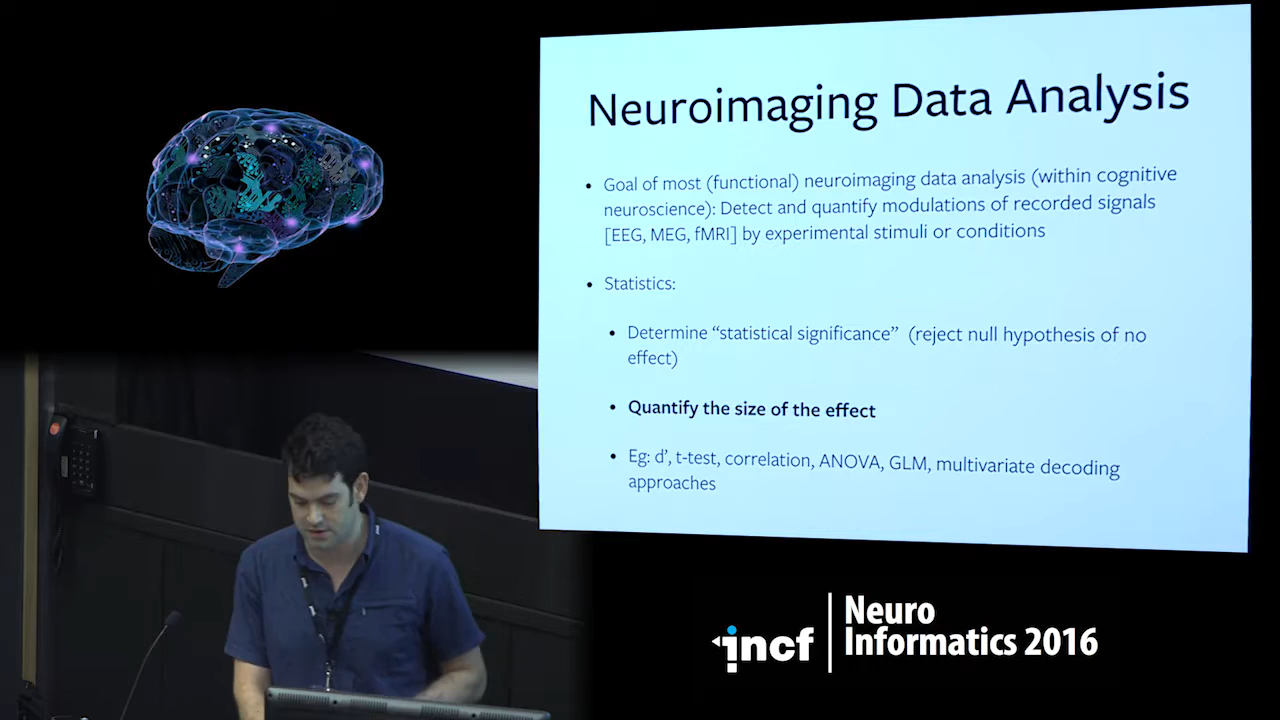 Neuroimaging Data Analysis
• Goal of most (functional) neuroimaging data analysis (within cognitive
neuroscience): Detect and quantify modulations of recorded signals
[EEG, MEG, fMRI] by experimental stimuli or conditions
• Statistics:
• Determine “statistical significance” (reject null hypothesis of no
effect)
• Quantify the size of the effect
• Eg: d’, t-test, correlation, ANOVA, GLM, multivariate decoding
approaches
incf
Neuro
Informatics 2016